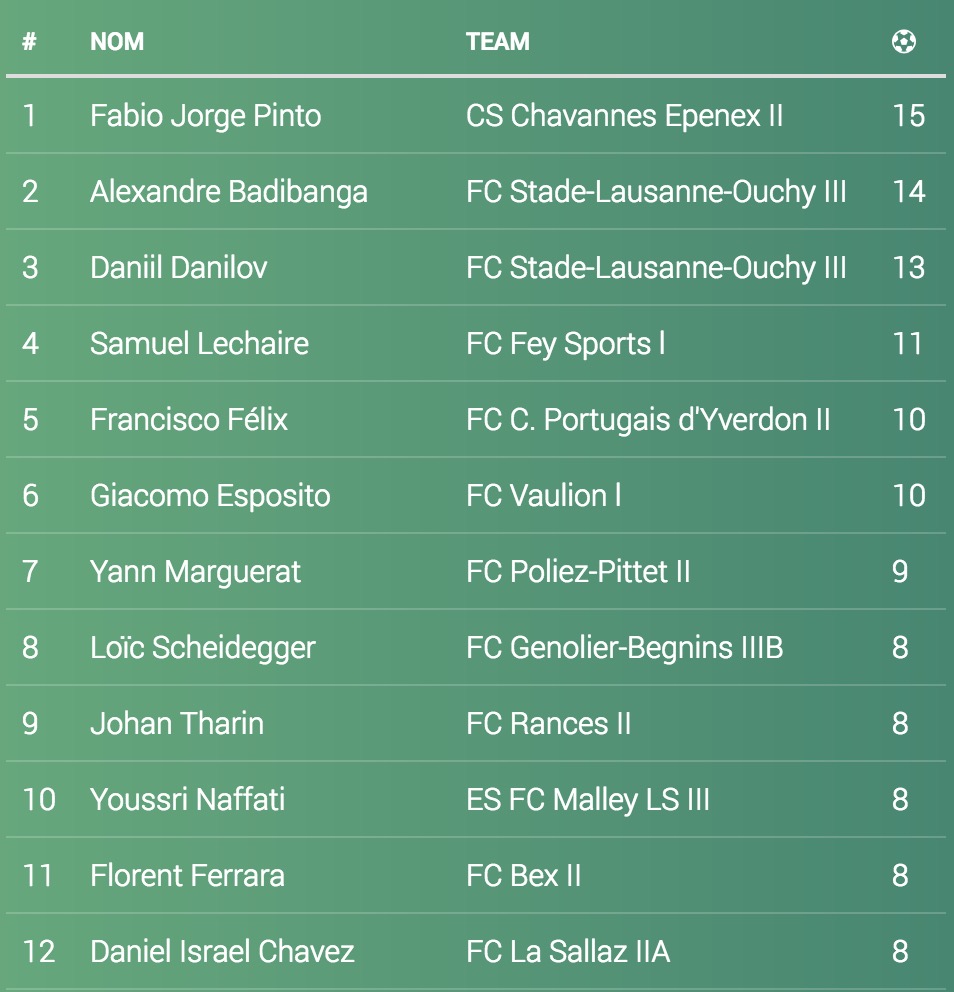 # NOM TEAM
1 Fabio Jorge Pinto CS Chavannes Epenex II 15
2 Alexandre Badibanga FC Stade-Lausanne-Ouchy III 14
3 Daniil Danilov FC Stade-Lausanne-Ouchy III 13
4 Samuel Lechaire FC Fey Sports l 11
5 Francisco Félix FC C. Portugais d'Yverdon II 10
6 Giacomo Esposito FC Vaulion l 10
7 Yann Marguerat FC Poliez-Pittet II 9
8 Loïc Scheidegger FC Genolier-Begnins IIIB 8
9 Johan Tharin FC Rances II 8
10 Youssri Naffati ES FC Malley LS III 8
11 Florent Ferrara FC Bex II 8
12 Daniel Israel Chavez FC La Sallaz IIA 8